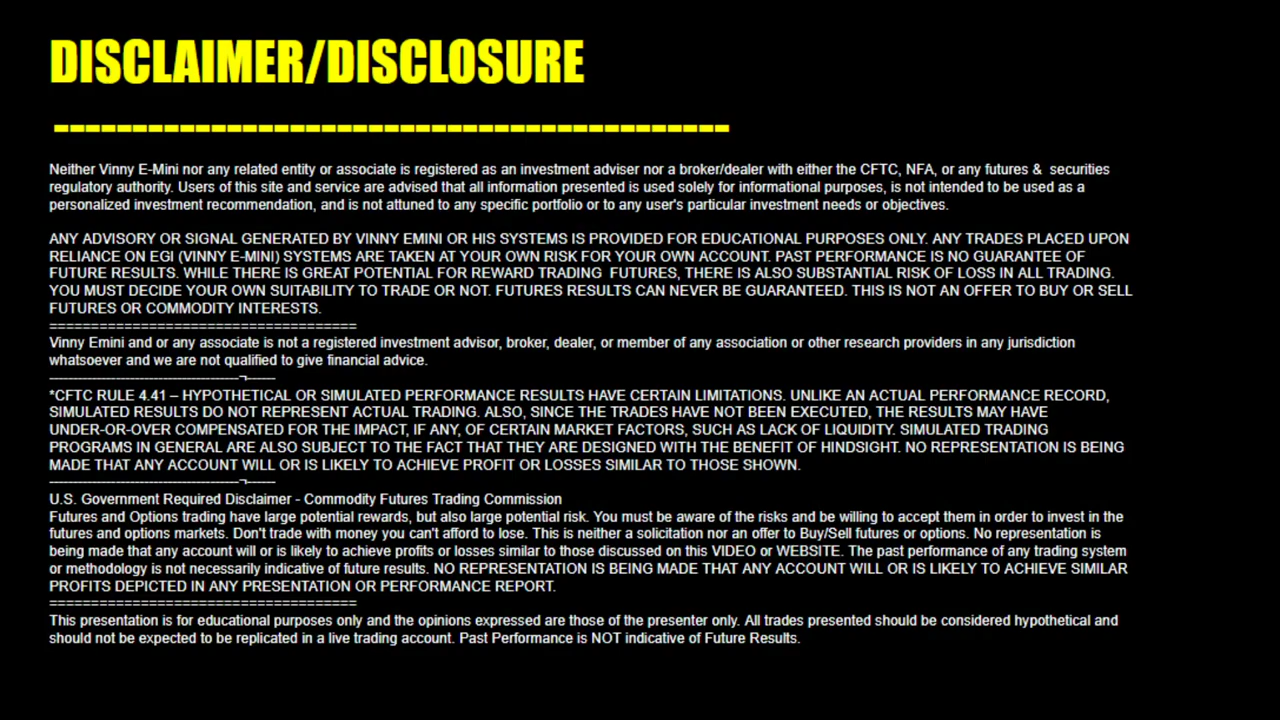 DISCLAIMER/DISCLOSURE
-------------------------------------------
Neither Vinny E-Mini nor any related entity or associate is registered as an investment adviser nor a broker/dealer with either the CFTC, NFA, or any futures &  securities
regulatory authority. Users of this site and service are advised that all information presented is used solely for informational purposes, is not intended to be used as a
personalized investment recommendation, and is not attuned to any specific portfolio or to any user's particular investment needs or objectives.
ANY ADVISORY OR SIGNAL GENERATED BY VINNY EMINI OR HIS SYSTEMS IS PROVIDED FOR EDUCATIONAL PURPOSES ONLY. ANY TRADES PLACED UPON
RELIANCE ON EGI (VINNY E-MINI) SYSTEMS ARE TAKEN AT YOUR OWN RISK FOR YOUR OWN ACCOUNT. PAST PERFORMANCE IS NO GUARANTEE OF
FUTURE RESULTS. WHILE THERE IS GREAT POTENTIAL FOR REWARD TRADING  FUTURES, THERE IS ALSO SUBSTANTIAL RISK OF LOSS IN ALL TRADING.
YOU MUST DECIDE YOUR OWN SUITABILITY TO TRADE OR NOT. FUTURES RESULTS CAN NEVER BE GUARANTEED. THIS IS NOT AN OFFER TO BUY OR SELL
FUTURES OR COMMODITY INTERESTS.
=====================================
Vinny Emini and or any associate is not a registered investment advisor, broker, dealer, or member of any association or other research providers in any jurisdiction
whatsoever and we are not qualified to give financial advice.
------------------------------------------¬------
*CFTC RULE 4.41 – HYPOTHETICAL OR SIMULATED PERFORMANCE RESULTS HAVE CERTAIN LIMITATIONS. UNLIKE AN ACTUAL PERFORMANCE RECORD,
SIMULATED RESULTS DO NOT REPRESENT ACTUAL TRADING. ALSO, SINCE THE TRADES HAVE NOT BEEN EXECUTED, THE RESULTS MAY HAVE
UNDER-OR-OVER COMPENSATED FOR THE IMPACT, IF ANY, OF CERTAIN MARKET FACTORS, SUCH AS LACK OF LIQUIDITY. SIMULATED TRADING
PROGRAMS IN GENERAL ARE ALSO SUBJECT TO THE FACT THAT THEY ARE DESIGNED WITH THE BENEFIT OF HINDSIGHT. NO REPRESENTATION IS BEING
MADE THAT ANY ACCOUNT WILL OR IS LIKELY TO ACHIEVE PROFIT OR LOSSES SIMILAR TO THOSE SHOWN.
------------------------------------------¬------
U.S. Government Required Disclaimer - Commodity Futures Trading Commission
Futures and Options trading have large potential rewards, but also large potential risk. You must be aware of the risks and be willing to accept them in order to invest in the
futures and options markets. Don't trade with money you can't afford to lose. This is neither a solicitation nor an offer to Buy/Sell futures or options. No representation is
being made that any account will or is likely to achieve profits or losses similar to those discussed on this VIDEO or WEBSITE. The past performance of any trading system
or methodology is not necessarily indicative of future results. NO REPRESENTATION IS BEING MADE THAT ANY ACCOUNT WILL OR IS LIKELY TO ACHIEVE SIMILAR
PROFITS DEPICTED IN ANY PRESENTATION OR PERFORMANCE REPORT.
=====================================
This presentation is for educational purposes only and the opinions expressed are those of the presenter only. All trades presented should be considered hypothetical and
should not be expected to be replicated in a live trading account. Past Performance is NOT indicative of Future Results.